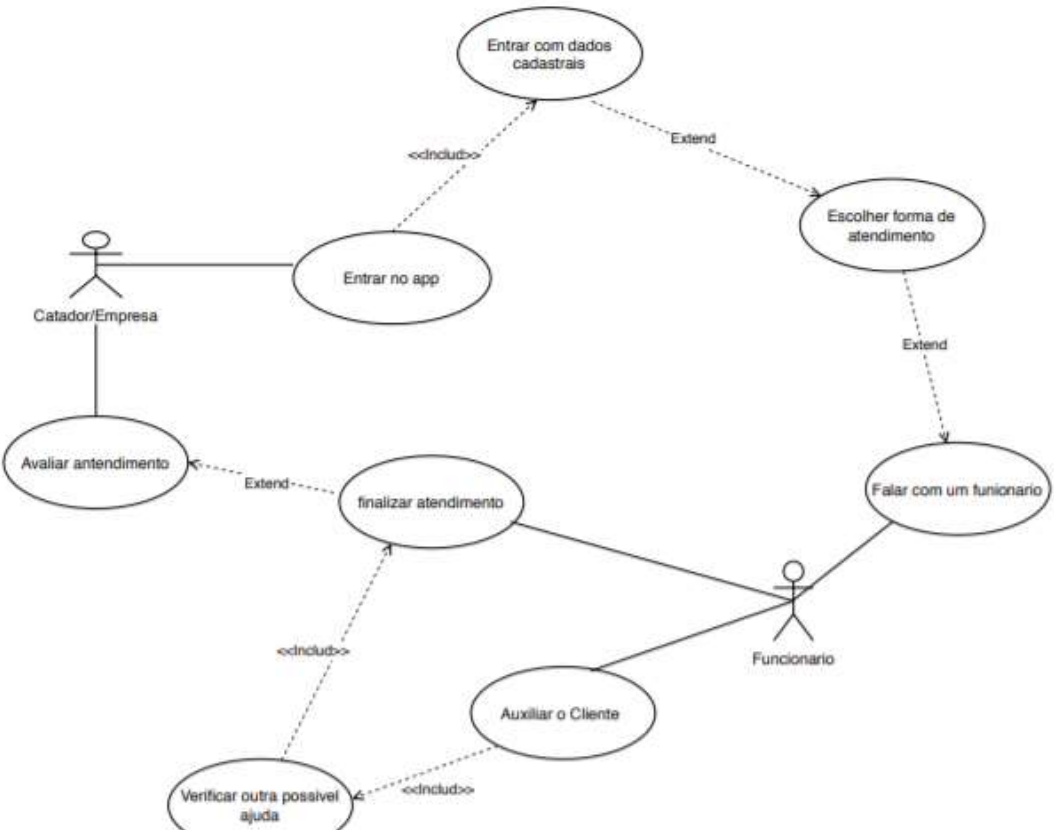 Entrar com dados
cadastrais
Extend
<<Includ>>
Escolher forma de
atendimento
Entrar no app
Catador/Empresa
Extend
Avaliar antendimento
Extend
finalizar atendimento
Falar com um funionario
<<Includ>>
Funcionario
Auxiliar o Cliente
<<Includ>>
Verificar outra possivel
ajuda